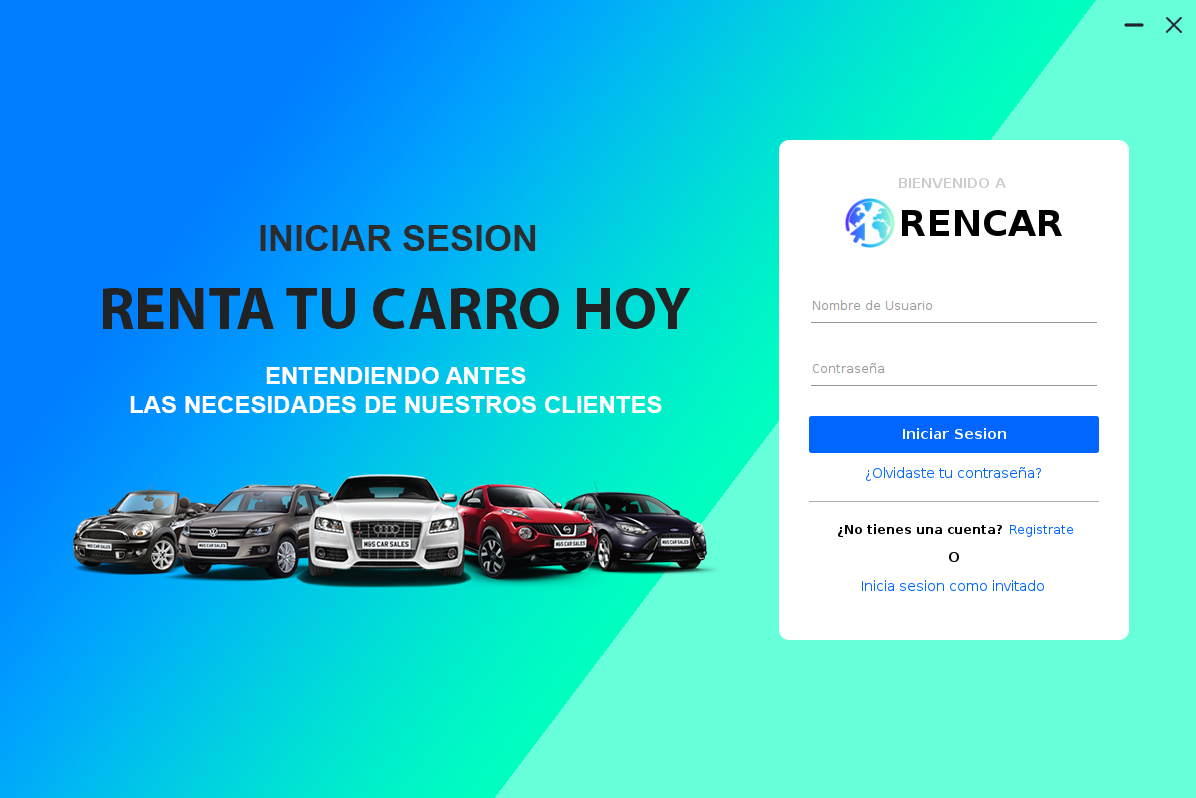 INICIAR SESION
RENTA TU CARRO HOY
ENTENDIENDO ANTES
LAS NECESIDADES DE NUESTROS CLIENTES
M&S CAR SALES
M&S CAR SALES
M&S CAR SALES
M&S CAR SALES
M&S CAR SALES
BIENVENIDO A
RENCAR
Nombre de Usuario
Contraseña
Iniciar Sesion
¿Olvidaste tu contraseña?
¿No tienes una cuenta? Registrate
O
Inicia sesion como invitado